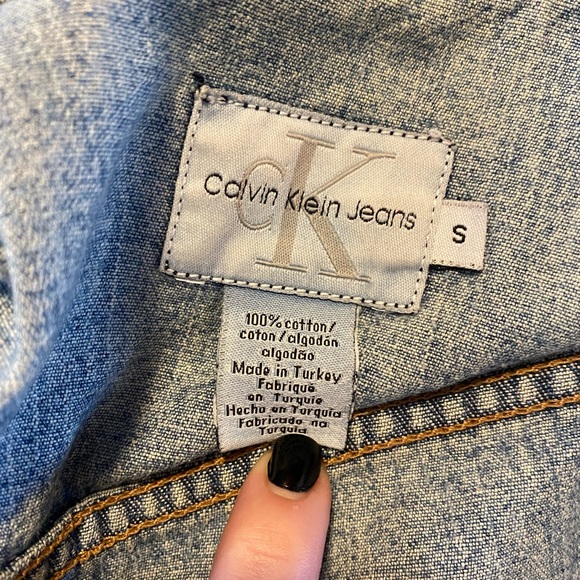 CK
Calvin Klein Jeans
S
100% cotton/
coton/algodón
algodão
Made in Turkey
Fabriqué
en Turquie
Hecho en Turquia
Fabricado na
Turquia